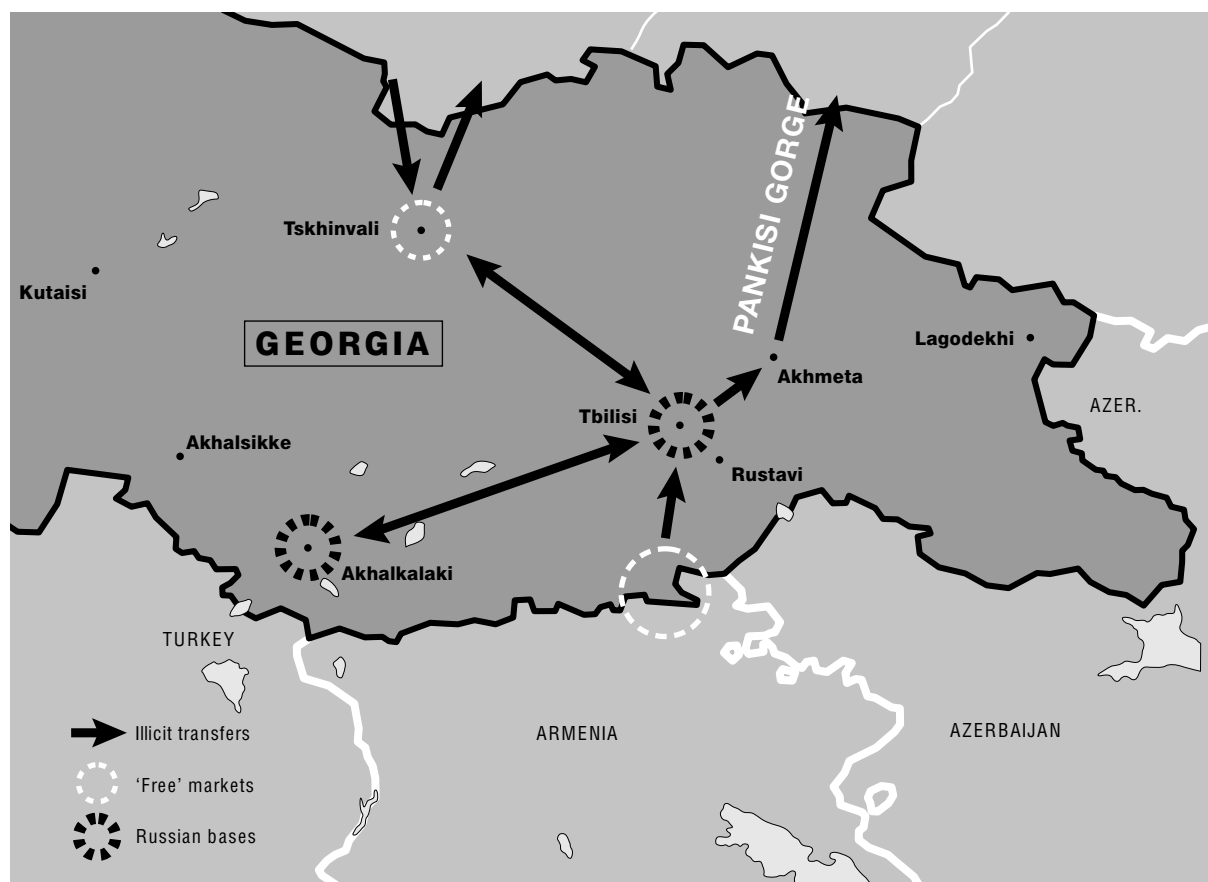 PANKISI GORGE
Tskhinvali
Kutaisi
GEORGIA
Lagodekhi
Akhmeta
AZER.
Tbilisi
Akhalsikke
Rustavi
Akhalkalaki
TURKEY
ARMENIA
AZERBAIJAN
Illicit transfers
‘Free’ markets
Russian bases